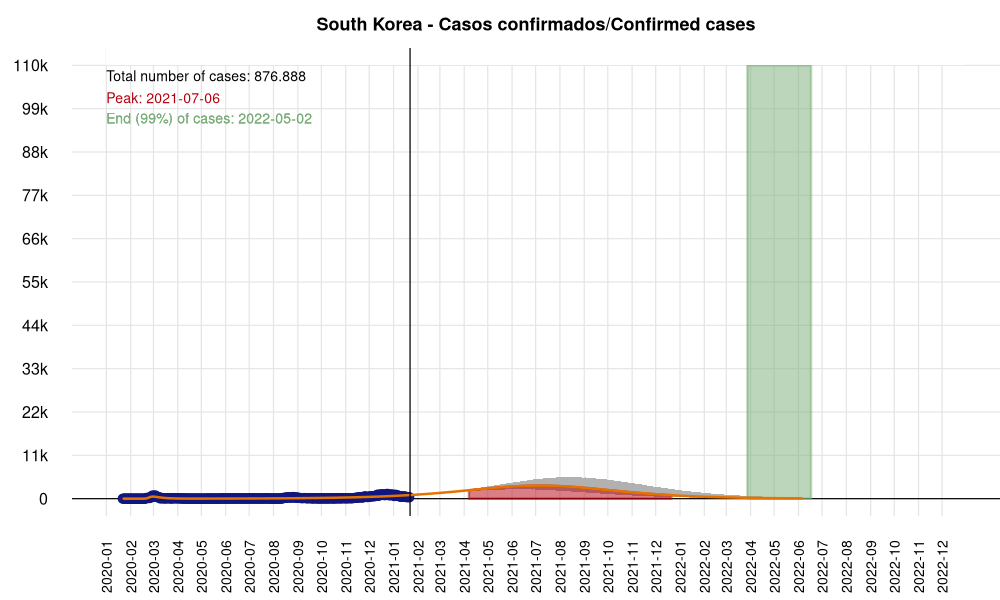 South Korea - Casos confirmados/Confirmed cases
Total number of cases: 876.888
Peak: 2021-07-06
End (99%) of cases: 2022-05-02
110k
99k
88k
77k
66k
55k
44k
33k
22k
11k
0
2020-01
2020-02
2020-03
2020-04
2020-05
2020-06
2020-07
2020-08
2020-09
2020-10
2020-11
2020-12
2021-01
2021-02
2021-03
2021-04
2021-05
2021-06
2021-07
2021-08
2021-09
2021-10
2021-11
2021-12
2022-01
2022-02
2022-03
2022-04
2022-05
2022-06
2022-07
2022-08
2022-09
2022-10
2022-11
2022-12